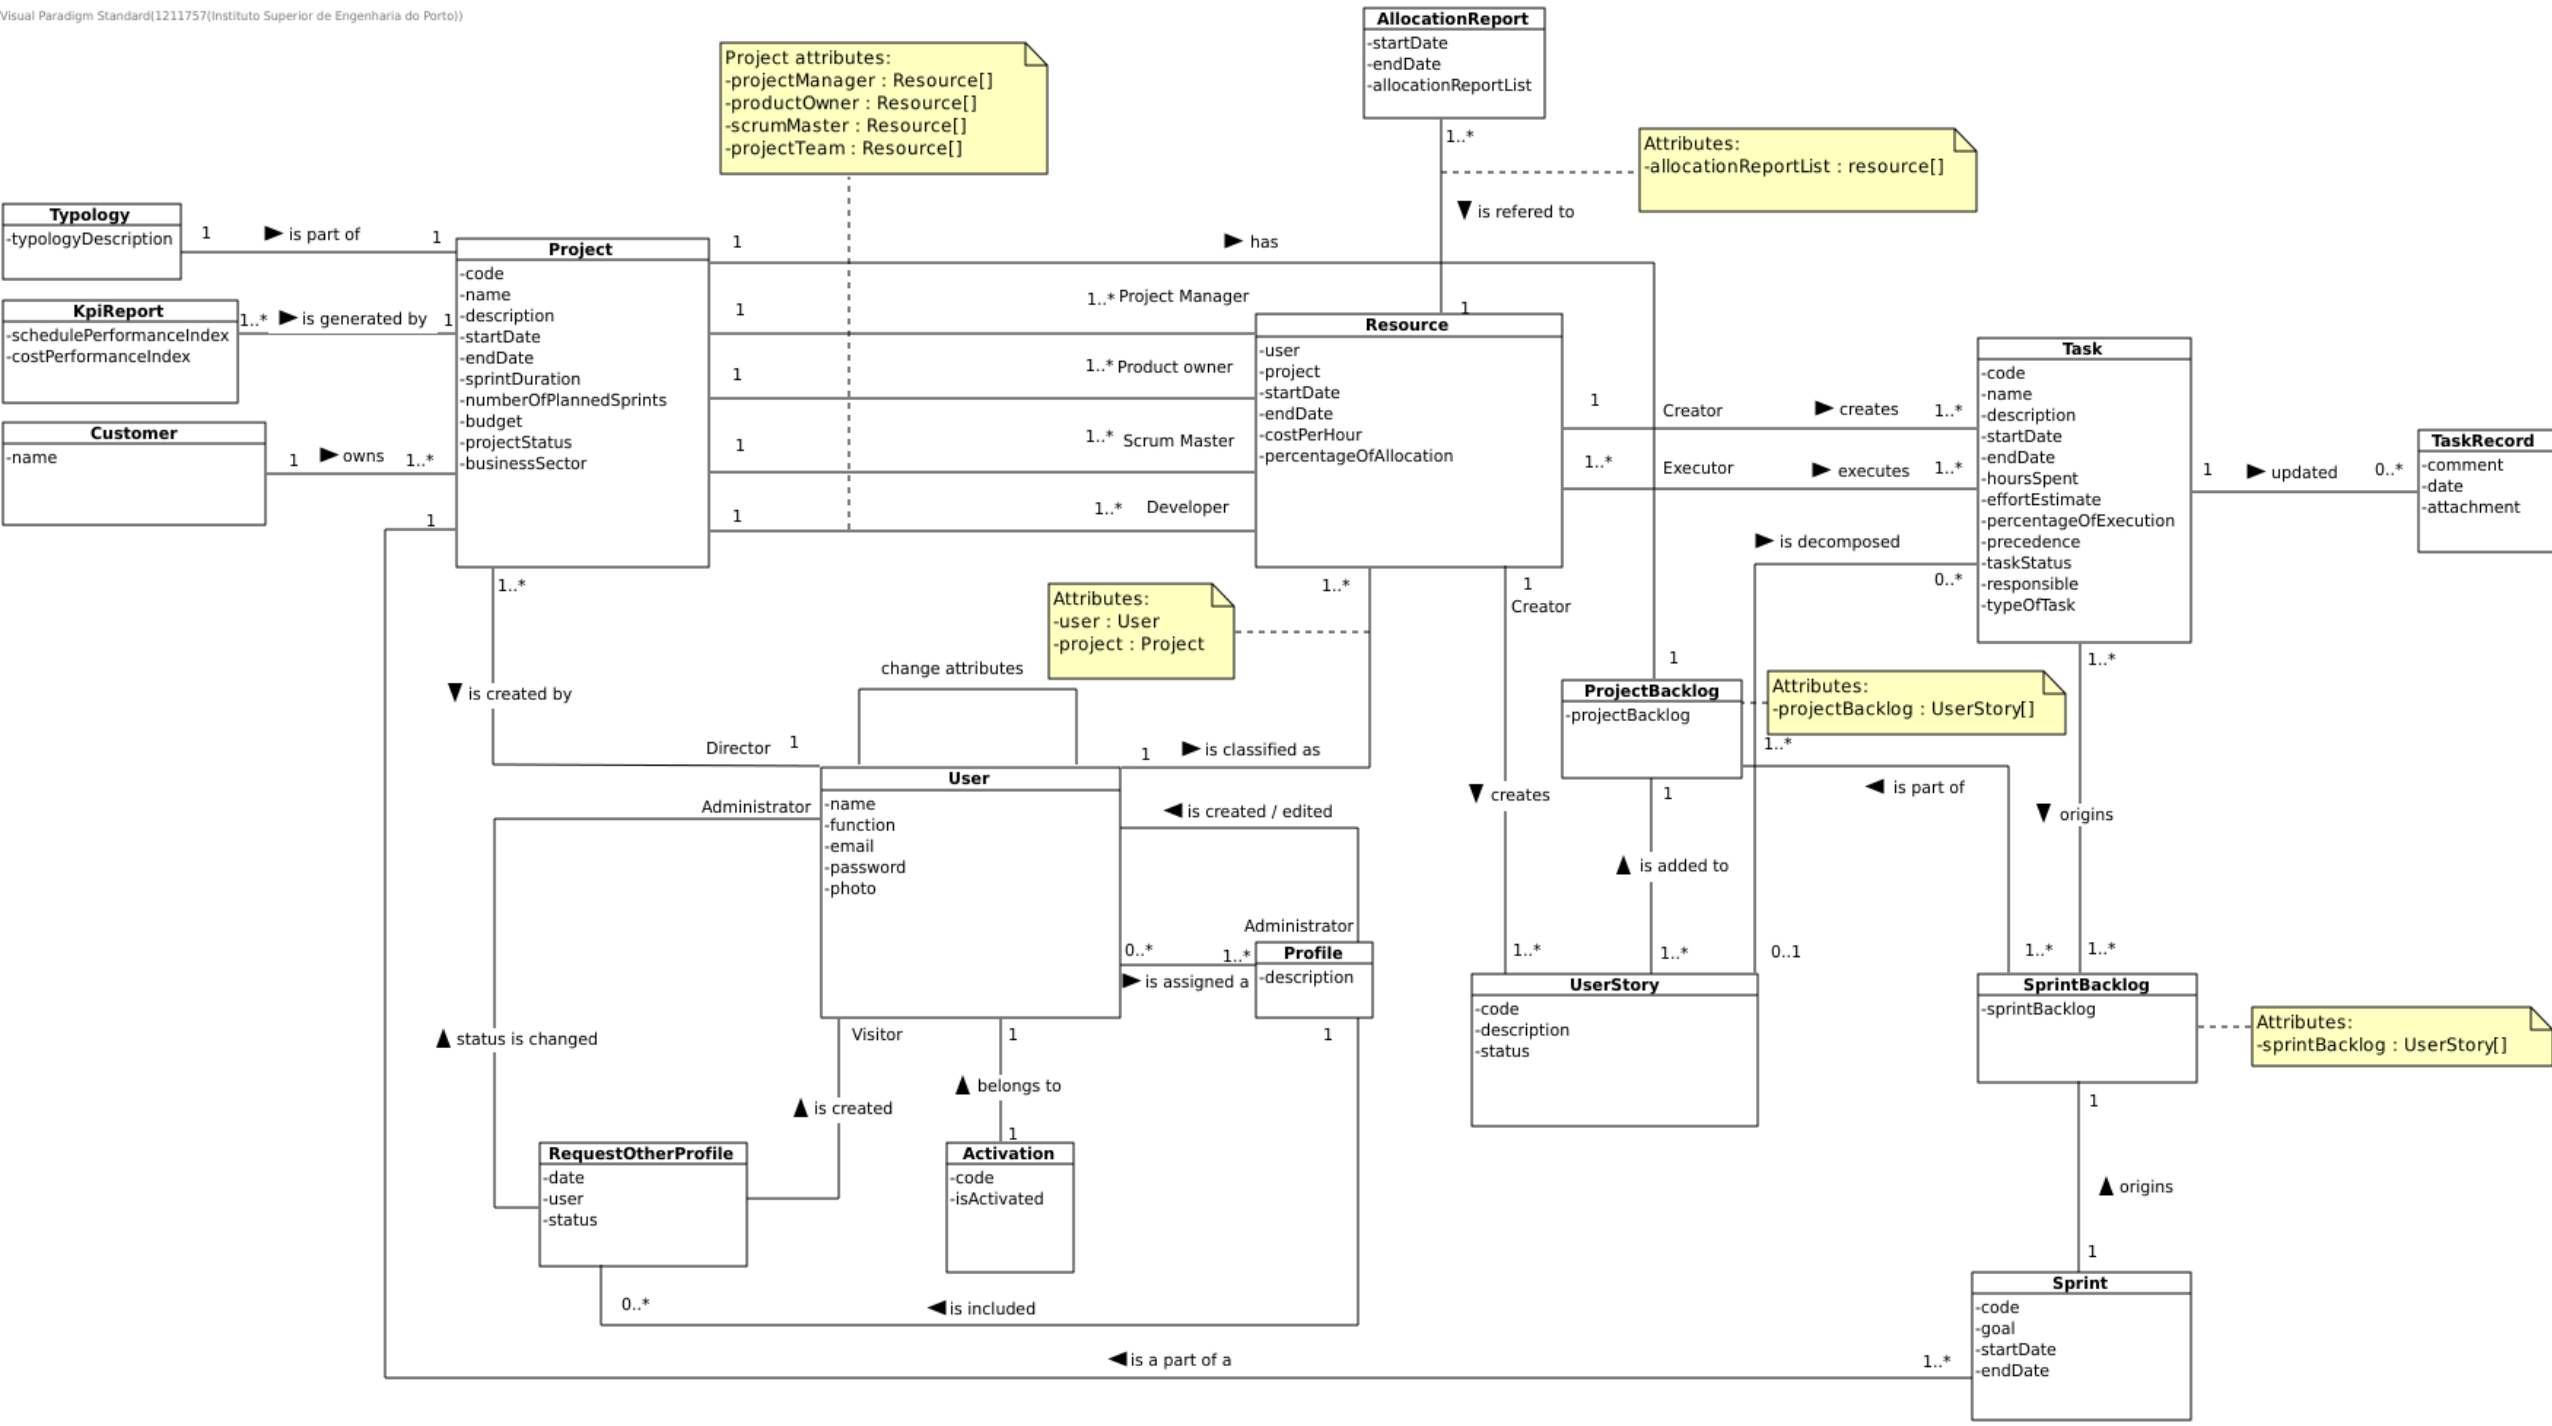 Visual Paradigm Standard(1211757(Instituto Superior de Engenharia do Porto))
AllocationReport
-startDate
-endDate
-allocationReportList
Project attributes:
-projectManager : Resource[]
-productOwner : Resource[]
-scrumMaster : Resource[]
-projectTeam : Resource[]
1..*
Attributes:
-allocationReportList : resource[]
is refered to
1
Typology
-typologyDescription
1
is part of
1
KpiReport
-schedulePerformanceIndex
-costPerformanceIndex
1..*
is generated by
1
Customer
-name
1
owns
1..*
Project
-code
-name
-description
-startDate
-endDate
-sprintDuration
-numberOfPlannedSprints
-budget
-projectStatus
-businessSector
1
has
1
1..* Project Manager
1
1..* Product owner
1
1..* Scrum Master
1
1..* Developer
Resource
-user
-project
-startDate
-endDate
-costPerHour
-percentageOfAllocation
1
Creator
creates
1..*
1..*
Executor
executes
1..*
Task
-code
-name
-description
-startDate
-endDate
-hoursSpent
-effortEstimate
-percentageOfExecution
-precedence
-taskStatus
-responsible
-typeOfTask
1
updated
0..*
TaskRecord
-comment
-date
-attachment
is decomposed
0..*
1
1..*
is created by
Director
1
change attributes
Attributes:
-user : User
-project : Project
1..*
1
is classified as
1
Creator
creates
1..*
1
ProjectBacklog
-projectBacklog
Attributes:
-projectBacklog : UserStory[]
1..*
is part of
1..*
1..*
origins
1..*
1
is added to
1..*
0..1
User
-name
-function
-email
-password
-photo
Administrator
status is changed
is created / edited
Administrator
0..*
1..*
is assigned a
Profile
-description
1
UserStory
-code
-description
-status
SprintBacklog
-sprintBacklog
Attributes:
-sprintBacklog : UserStory[]
Visitor
is created
1
belongs to
1
RequestOtherProfile
-date
-user
-status
Activation
-code
-isActivated
0..*
is included
1
origins
1
Sprint
-code
-goal
-startDate
-endDate
is a part of a
1..*